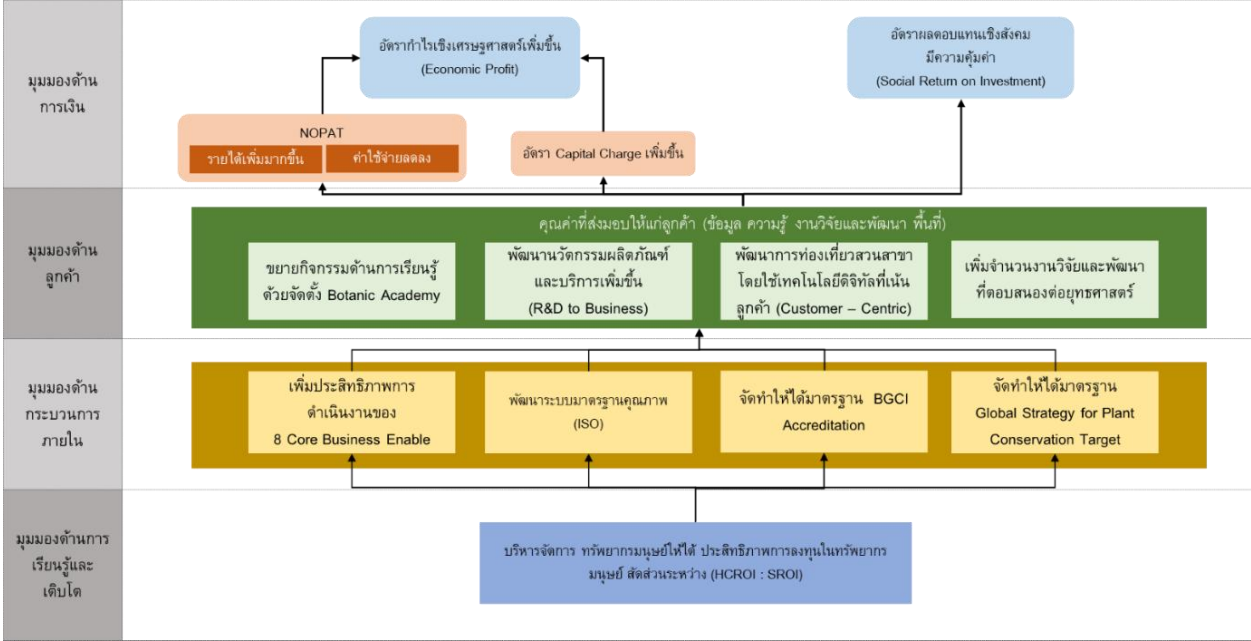 มุมมองด้าน
การเงิน
อัตรากำไรเชิงเศรษฐศาสตร์เพิ่มขึ้น
(Economic Profit)
อัตราผลตอบแทนเชิงสังคม
มีความคุ้มค่า
(Social Return on Investment)
NOPAT
รายได้เพิ่มมากขึ้น
ค่าใช้จ่ายลดลง
อัตรา Capital Charge เพิ่มขึ้น
มุมมองด้าน
ลูกค้า
คุณค่าที่ส่งมอบให้แก่ลูกค้า (ข้อมูล ความรู้ งานวิจัยและพัฒนา พื้นที่)
ขยายกิจกรรมด้านการเรียนรู้
ด้วยจัดตั้ง Botanic Academy
พัฒนานวัตกรรมผลิตภัณฑ์
และบริการเพิ่มขึ้น
(R&D to Business)
พัฒนาการท่องเที่ยวสวนสาขา
โดยใช้เทคโนโลยีดิจิทัลที่เน้น
ลูกค้า (Customer – Centric)
เพิ่มจำนวนงานวิจัยและพัฒนา
ที่ตอบสนองต่อยุทธศาสตร์
มุมมองด้าน
กระบวนการ
ภายใน
เพิ่มประสิทธิภาพการ
ดำเนินงานของ
8 Core Business Enable
พัฒนาระบบมาตรฐานคุณภาพ
(ISO)
จัดทำให้ได้มาตรฐาน BGCI
Accreditation
จัดทำให้ได้มาตรฐาน
Global Strategy for Plant
Conservation Target
มุมมองด้านการ
เรียนรู้และ
เติบโต
บริหารจัดการ ทรัพยากรมนุษย์ให้ได้ ประสิทธิภาพการลงทุนในทรัพยากร
มนุษย์ สัดส่วนระหว่าง (HCROI : SROI)